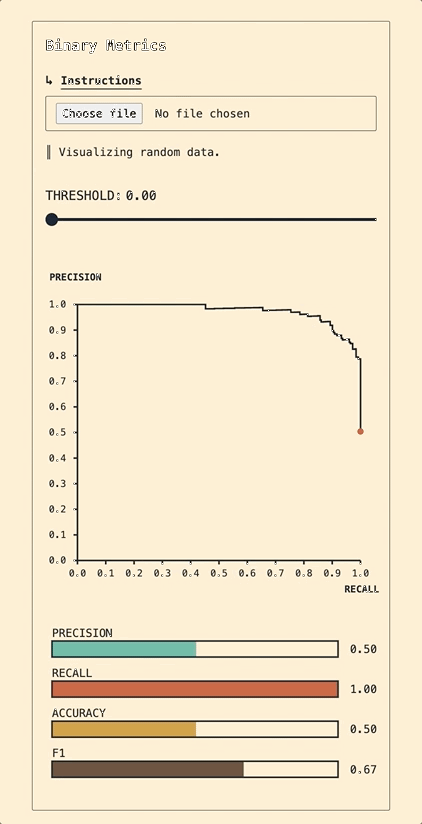 Binary Metrics
↳ Instructions
Choose file No file chosen
Visualizing random data.
THRESHOLD: 0.00
PRECISION
1.0
0.9
0.8
0.7
0.6
0.5
0.4
0.3
0.2
0.1
0.0
0.0 0.1 0.2 0.3 0.4 0.5 0.6 0.7 0.8 0.9 1.0
RECALL
PRECISION
0.50
RECALL
1.00
ACCURACY
0.50
F1
0.67